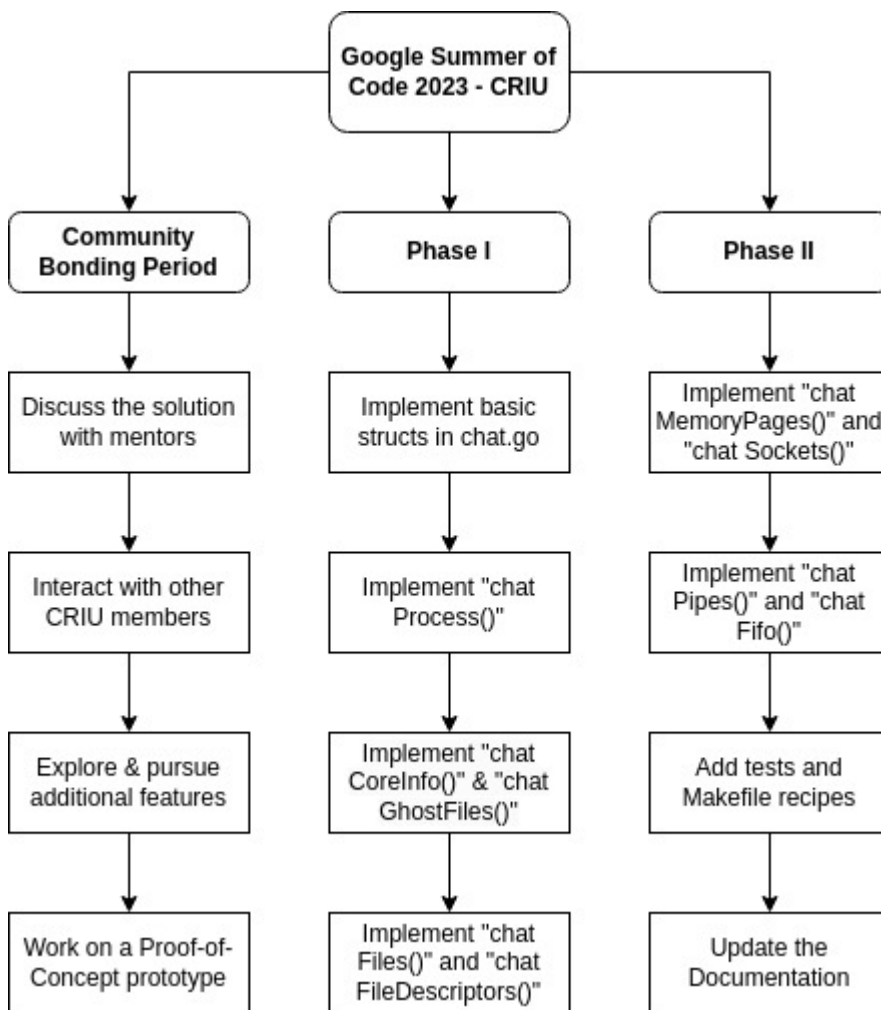 Google Summer of
Code 2023 - CRIU
Community
Bonding Period
Phase I
Phase II
Discuss the solution
with mentors
Implement basic
structs in chat.go
Implement "chat
MemoryPages()" and
"chat Sockets()"
Interact with other
CRIU members
Implement "chat
Process()"
Implement "chat
Pipes()" and "chat
Fifo()"
Explore & pursue
additional features
Implement "chat
CoreInfo()" & "chat
GhostFiles()"
Add tests and
Makefile recipes
Work on a Proof-of-
Concept prototype
Implement "chat
Files()" and "chat
FileDescriptors()"
Update the
Documentation